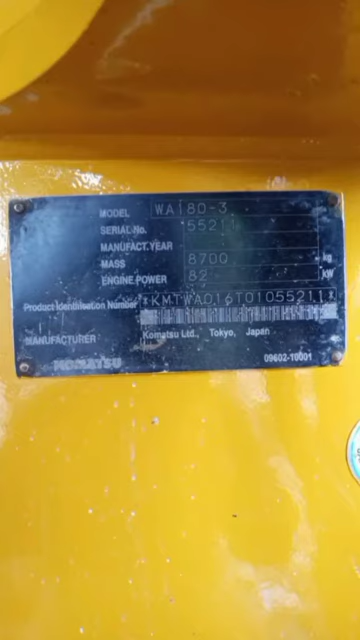 MODEL WA180-3
SERIAL No. 55211
MANUFACT.YEAR
MASS 8700 kg
ENGINE POWER 82 kW
Product Identification Number *KMTWA016T01055211*
MANUFACTURER Komatsu Ltd., Tokyo, Japan
KOMATSU 09602-10001